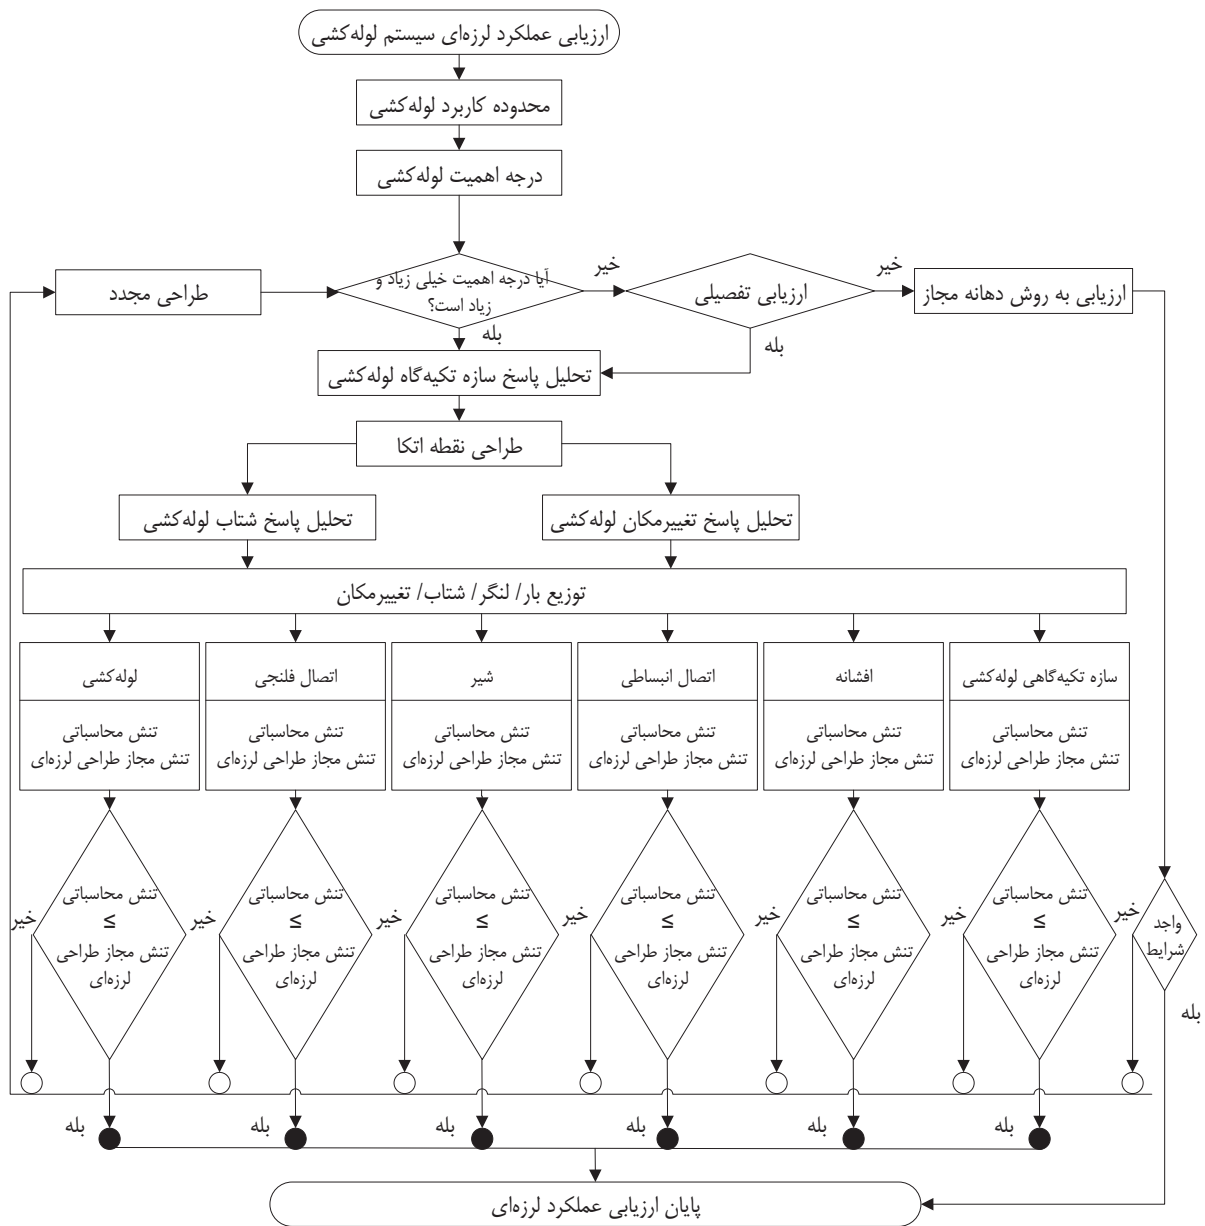 ارزیابی عملکرد لرزه‌ای سیستم لوله‌کشی
محدوده کاربرد لوله‌کشی
درجه اهمیت لوله‌کشی
آیا درجه اهمیت خیلی زیاد و
زیاد است؟
خیر
ارزیابی تفصیلی
خیر
ارزیابی به روش دهانه مجاز
طراحی مجدد
بله
بله
تحلیل پاسخ سازه تکیه‌گاه لوله‌کشی
طراحی نقطه اتکا
تحلیل پاسخ تغییرمکان لوله‌کشی
تحلیل پاسخ شتاب لوله‌کشی
توزیع بار/ لنگر/ شتاب/ تغییرمکان
سازه تکیه‌گاهی لوله‌کشی
تنش محاسباتی
تنش مجاز طراحی لرزه‌ای
افشانه
تنش محاسباتی
تنش مجاز طراحی لرزه‌ای
اتصال انبساطی
تنش محاسباتی
تنش مجاز طراحی لرزه‌ای
شیر
تنش محاسباتی
تنش مجاز طراحی لرزه‌ای
اتصال فلنجی
تنش محاسباتی
تنش مجاز طراحی لرزه‌ای
لوله‌کشی
تنش محاسباتی
تنش مجاز طراحی لرزه‌ای
واجد
شرایط
خیر
بله
تنش محاسباتی
≤
تنش مجاز طراحی
لرزه‌ای
خیر
بله
تنش محاسباتی
≤
تنش مجاز طراحی
لرزه‌ای
خیر
بله
تنش محاسباتی
≤
تنش مجاز طراحی
لرزه‌ای
خیر
بله
تنش محاسباتی
≤
تنش مجاز طراحی
لرزه‌ای
خیر
بله
تنش محاسباتی
≤
تنش مجاز طراحی
لرزه‌ای
خیر
بله
تنش محاسباتی
≤
تنش مجاز طراحی
لرزه‌ای
خیر
بله
پایان ارزیابی عملکرد لرزه‌ای